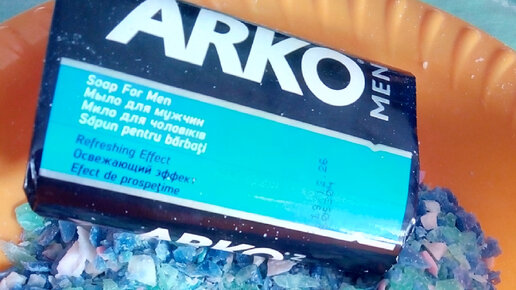 ARKO
MEN
Soap For Men
Мыло для мужчин
Мило для чоловіків
Săpun pentru bărbați
Refreshing Effect
Освежающий эффект
Efect de prospețime
ARKO